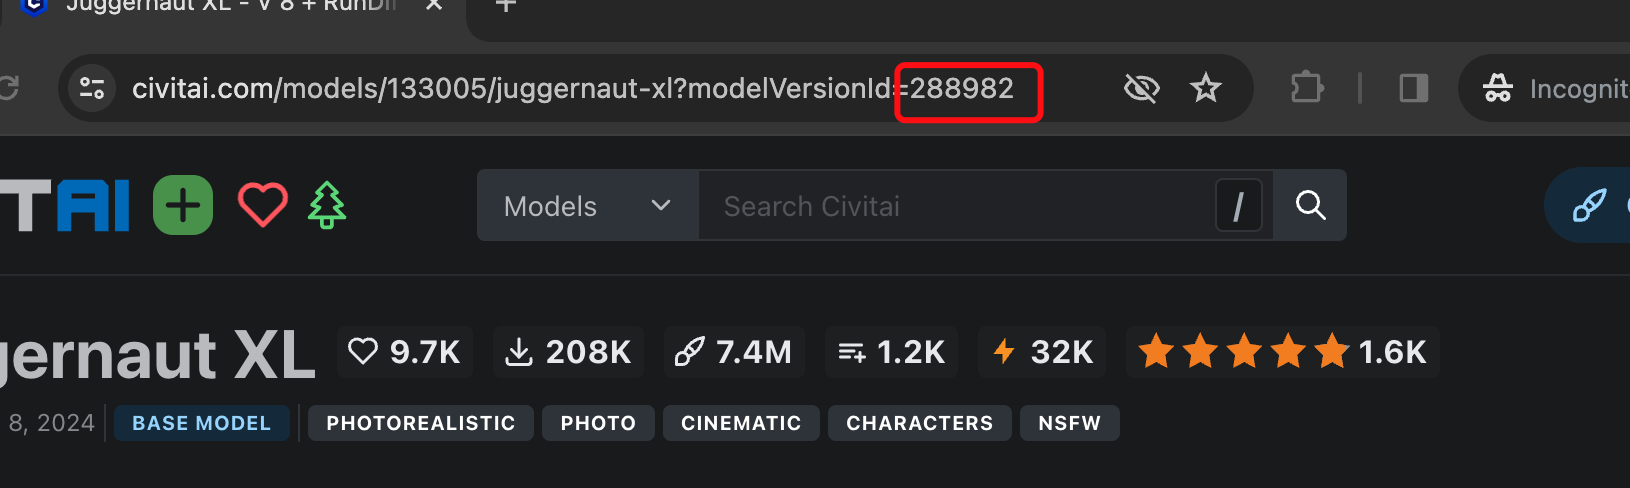 Juggernaut XL - V 8 + RunDi
civitai.com/models/133005/juggernaut-xl?modelVersionId=288982
Incognit
TAI
Models
Search Civitai
/
gernaut XL 9.7K 208K 7.4M 1.2K 32K 1.6K
8, 2024 BASE MODEL PHOTOREALISTIC PHOTO CINEMATIC CHARACTERS NSFW